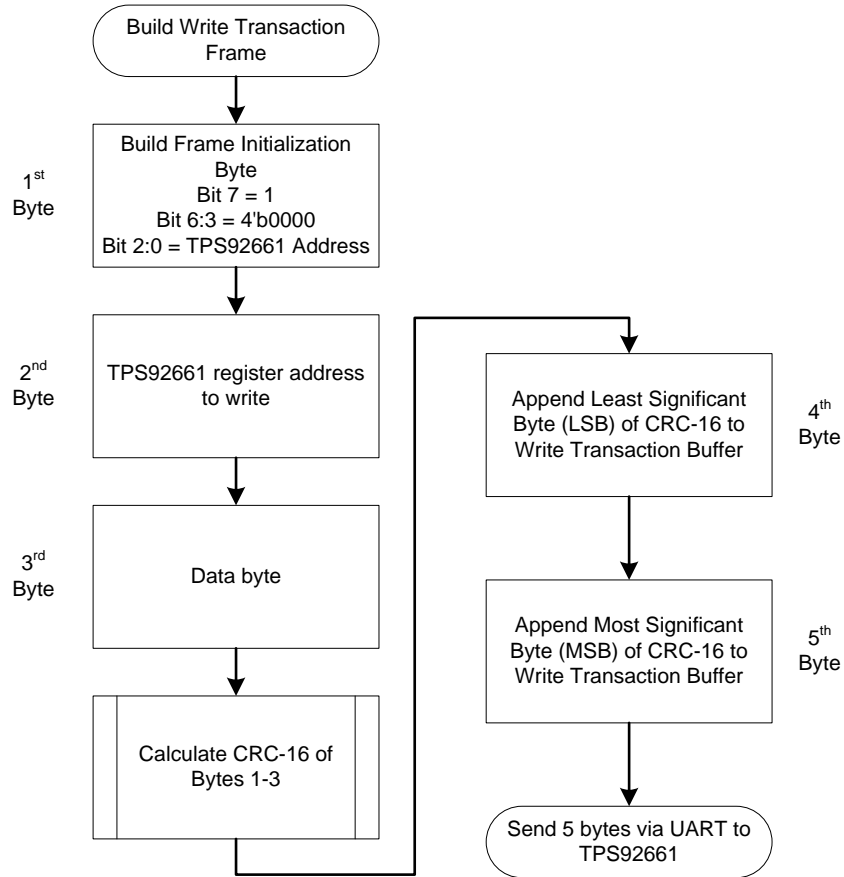 Build Write Transaction
Frame
1st
Byte
Build Frame Initialization
Byte
Bit 7 = 1
Bit 6:3 = 4'b0000
Bit 2:0 = TPS92661 Address
2nd
Byte
TPS92661 register address
to write
3rd
Byte
Data byte
Calculate CRC-16 of
Bytes 1-3
Append Least Significant
Byte (LSB) of CRC-16 to
Write Transaction Buffer
4th
Byte
Append Most Significant
Byte (MSB) of CRC-16 to
Write Transaction Buffer
5th
Byte
Send 5 bytes via UART to
TPS92661